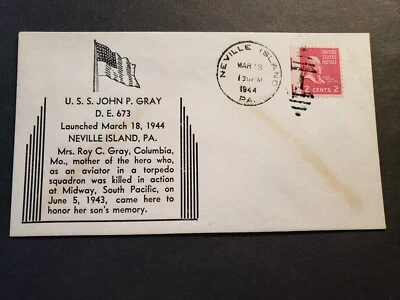 U. S. S. JOHN P. GRAY
D. E. 673
Launched March 18, 1944
NEVILLE ISLAND, PA.
Mrs. Roy C. Gray, Columbia,
Mo., mother of the hero who,
as an aviator in a torpedo
squadron was killed in action
at Midway, South Pacific, on
June 5, 1943, came here to
honor her son's memory.
NEVILLE ISLAND
MAR 18
130PM
1944
PA.
UNITED STATES
POSTAGE
2 CENTS 2